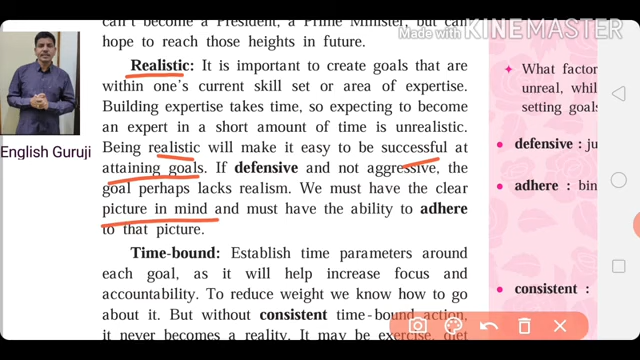 can't become a President, a Prime Minister, but can
hope to reach those heights in future.
Realistic: It is important to create goals that are
within one's current skill set or area of expertise.
Building expertise takes time, so expecting to become
an expert in a short amount of time is unrealistic.
Being realistic will make it easy to be successful at
attaining goals. If defensive and not aggressive, the
goal perhaps lacks realism. We must have the clear
picture in mind and must have the ability to adhere
to that picture.
Time-bound: Establish time parameters around
each goal, as it will help increase focus and
accountability. To reduce weight we know how to go
about it. But without consistent time-bound action,
it never becomes a reality. It may be exercise, diet
English Guruji
Made with KINEMASTER
What factor
unreal, whil
setting goals
defensive : ju
adhere : bin
consistent :